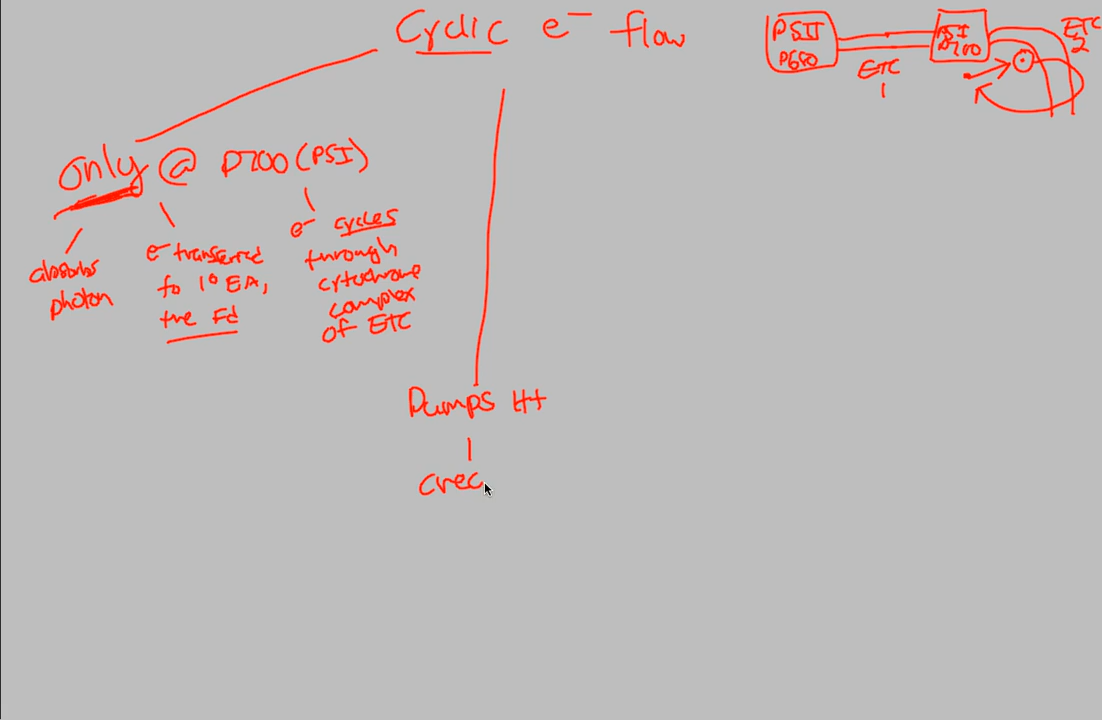 Cyclic e⁻ flow
PSII
P680
ETC
1
PSI
P700
ETC
2
only @ P700 (PSI)
absorbs
photon
e⁻ transferred
to 1° EA,
the Fd
e⁻ cycles
through
cytochrome
complex
of ETC
Pumps H+
crec